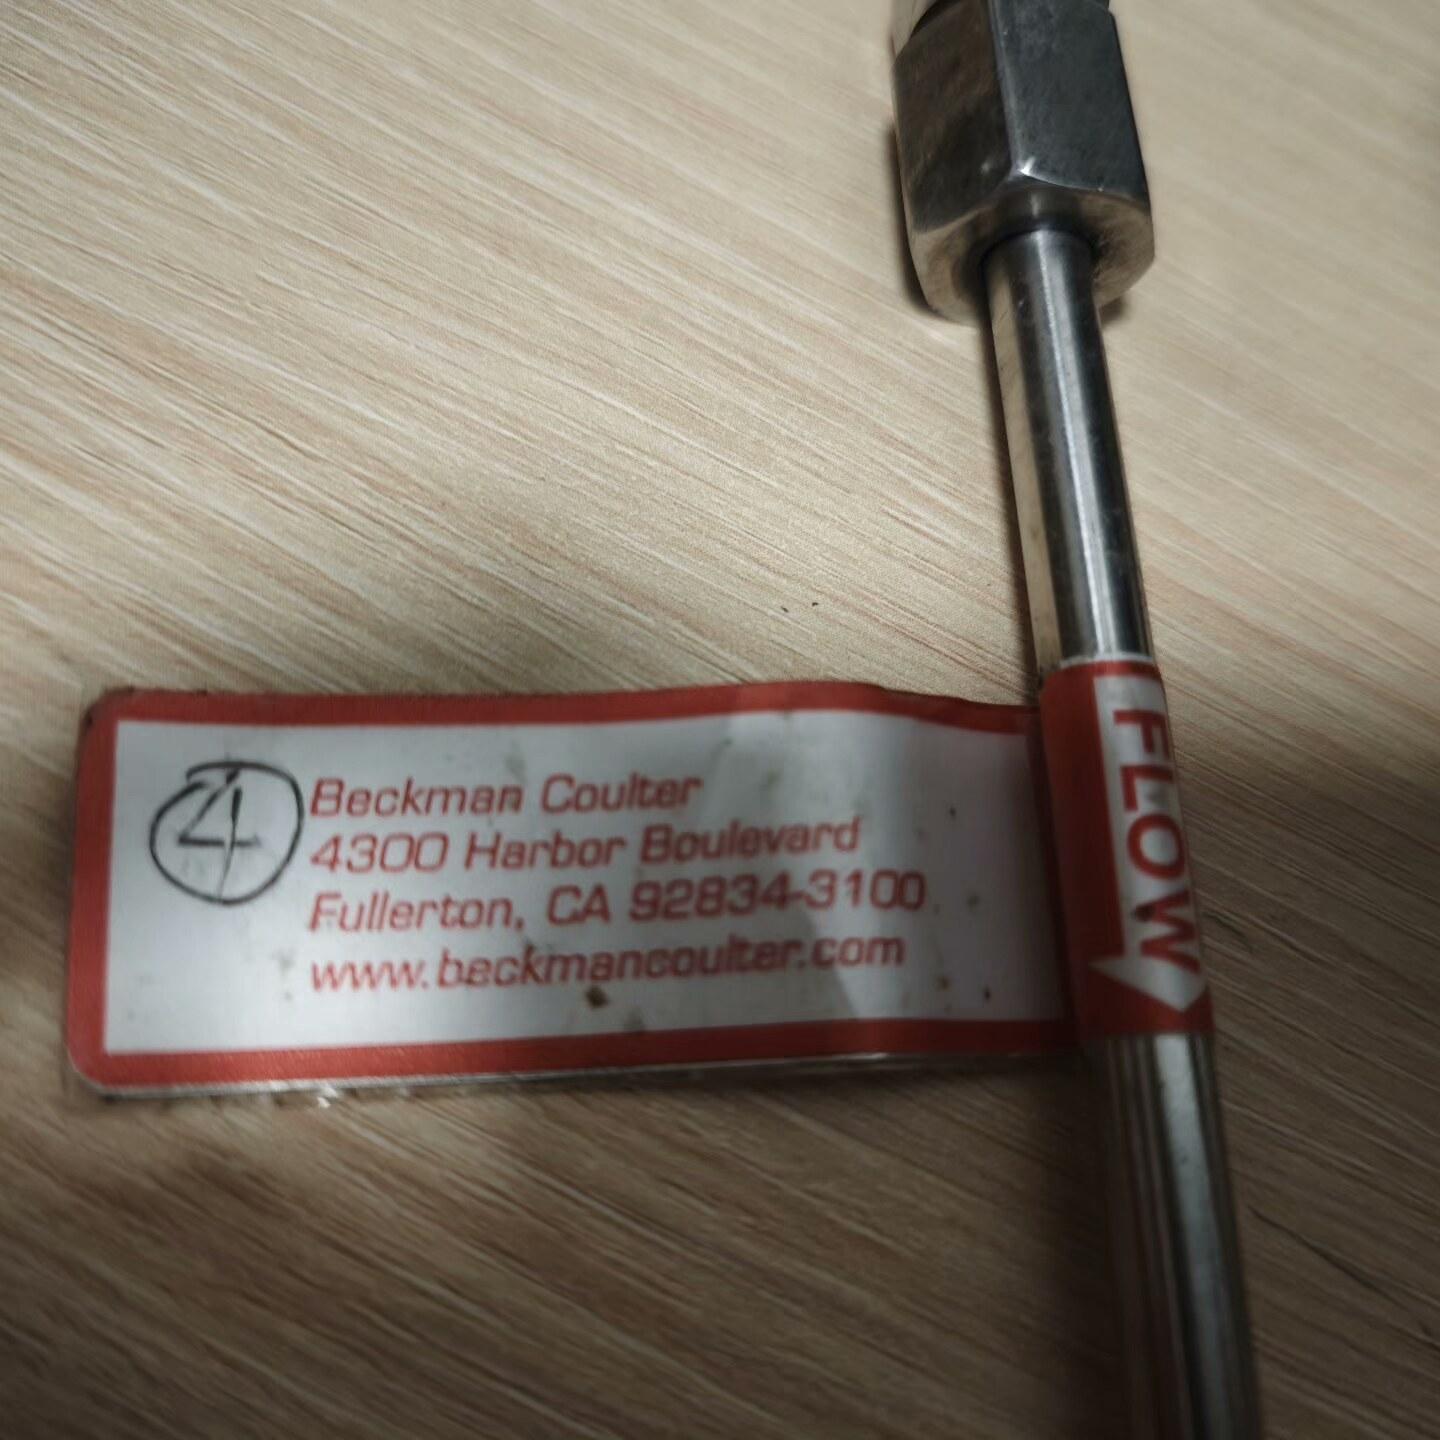 4
Beckman Coulter
4300 Harbor Boulevard
Fullerton, CA 92834-3100
www.beckmancoulter.com
FLOW